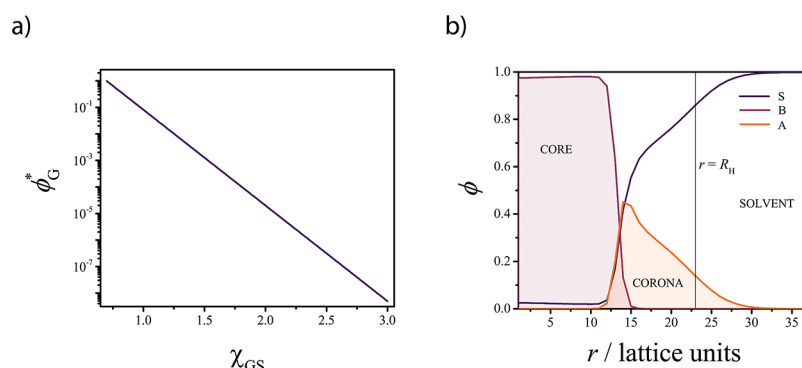 a)
10⁻¹
10⁻³
10⁻⁵
10⁻⁷
ϕ*G
1.0 1.5 2.0 2.5 3.0
χGS
b)
1.0
0.8
0.6
0.4
0.2
0.0
ϕ
S
B
A
CORE
r = RH
SOLVENT
CORONA
5 10 15 20 25 30 35
r / lattice units